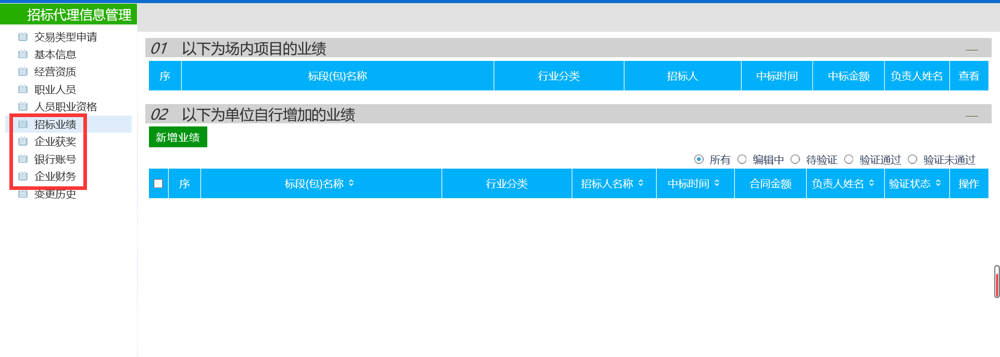 招标代理信息管理
交易类型申请
基本信息
经营资质
职业人员
人员职业资格
招标业绩
企业获奖
银行账号
企业财务
变更历史
01 以下为场内项目的业绩
序 标段(包)名称 行业分类 招标人 中标时间 中标金额 负责人姓名 查看
02 以下为单位自行增加的业绩
新增业绩
所有 编辑中 待验证 验证通过 验证未通过
序 标段(包)名称 行业分类 招标人名称 中标时间 合同金额 负责人姓名 验证状态 操作